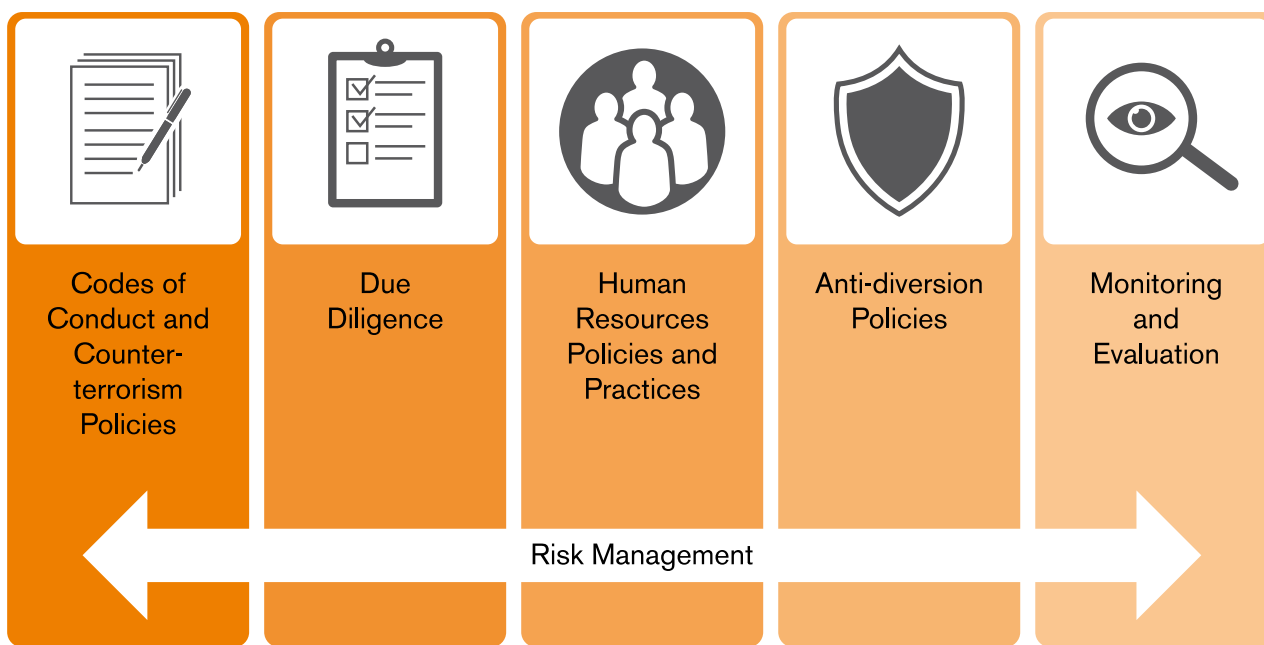 Codes of
Conduct and
Counter-
terrorism
Policies
Due
Diligence
Human
Resources
Policies and
Practices
Anti-diversion
Policies
Monitoring
and
Evaluation
Risk Management